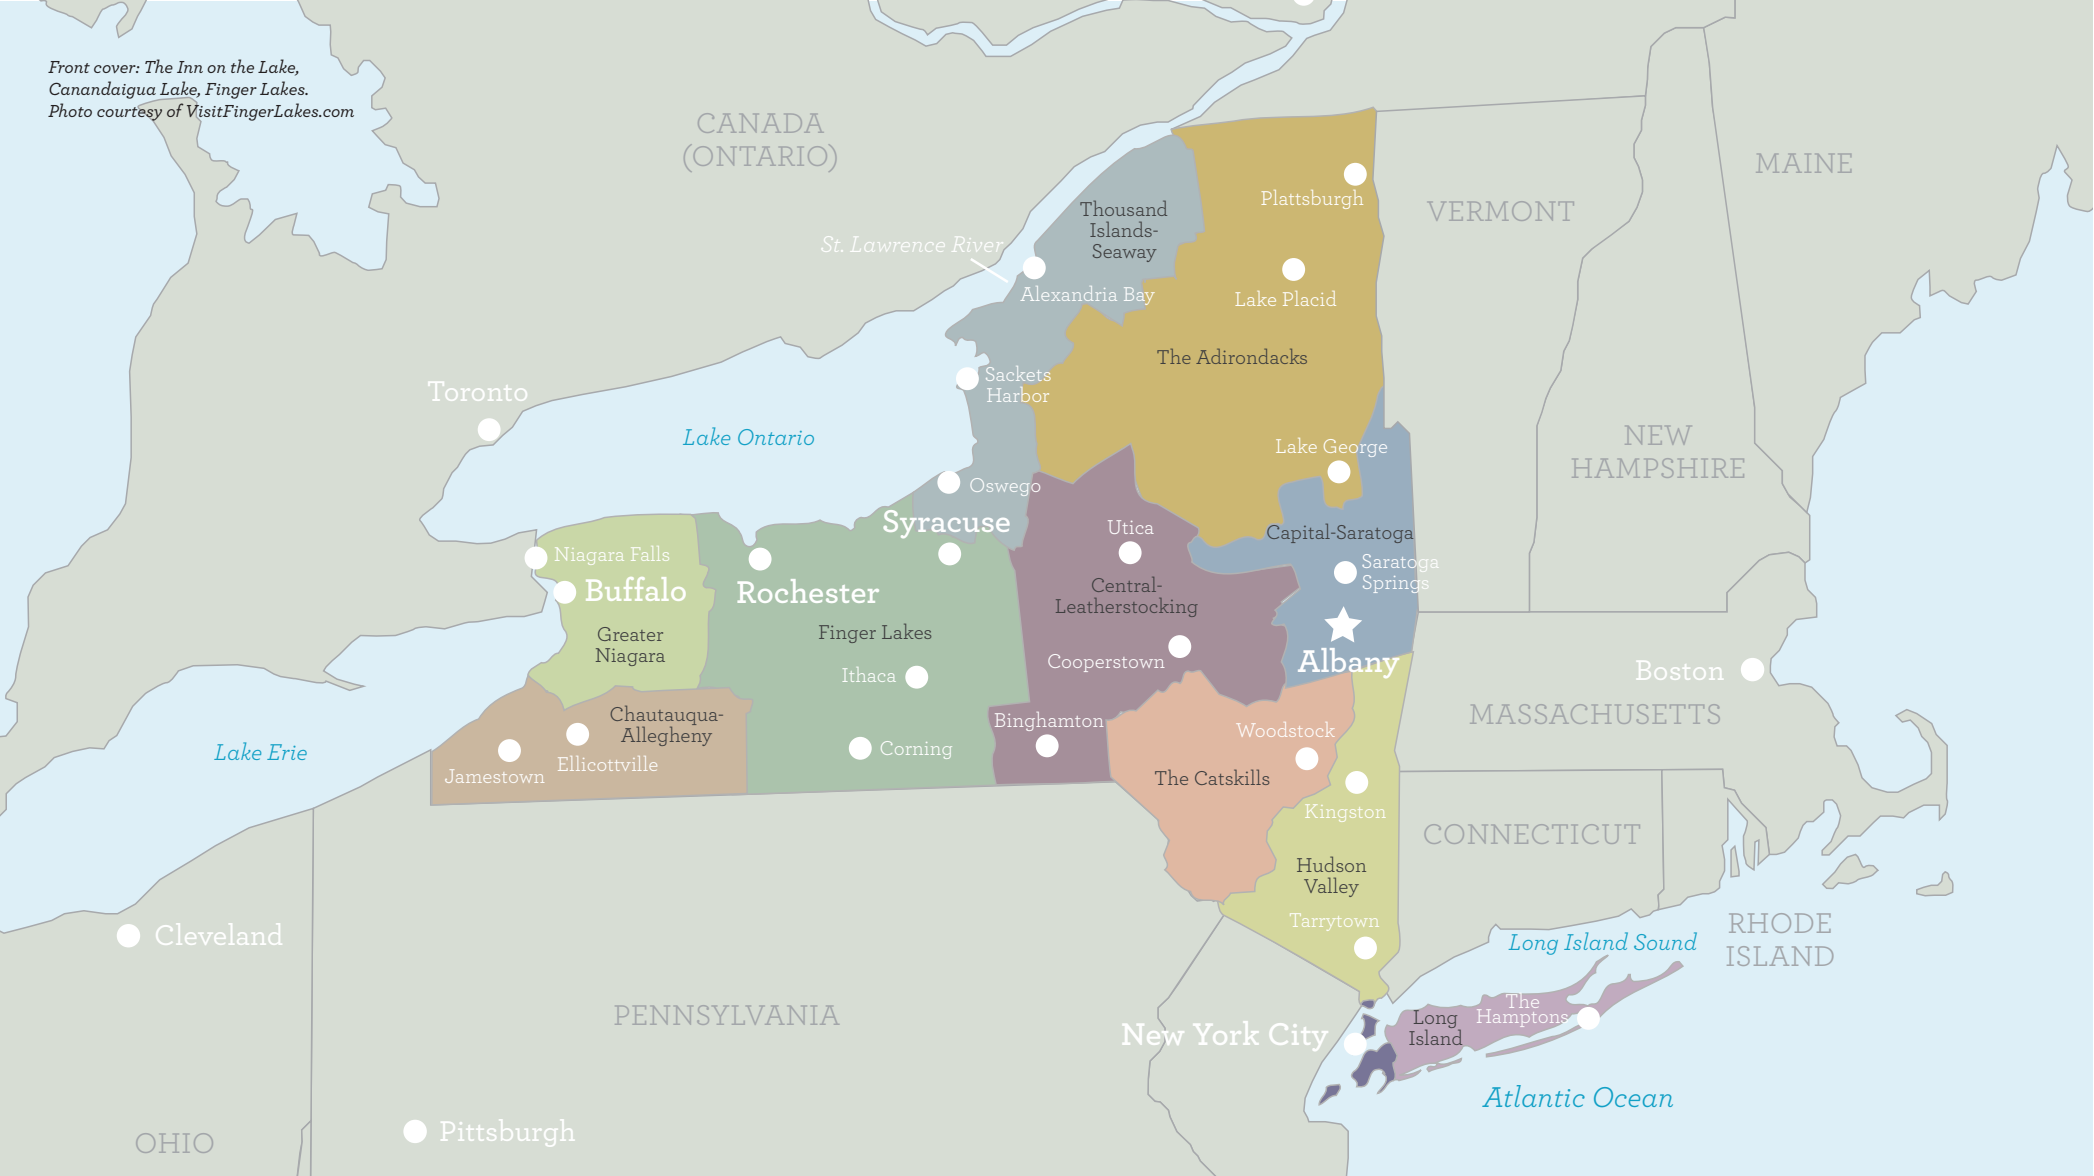 Front cover: The Inn on the Lake,
Canandaigua Lake, Finger Lakes.
Photo courtesy of VisitFingerLakes.com
CANADA
(ONTARIO)
MAINE
VERMONT
Plattsburgh
Thousand
Islands-
Seaway
St. Lawrence River
Alexandria Bay
Lake Placid
The Adirondacks
Sackets
Harbor
Toronto
Lake Ontario
NEW
HAMPSHIRE
Lake George
Oswego
Syracuse
Utica
Capital-Saratoga
Niagara Falls
Saratoga
Springs
Buffalo
Rochester
Central-
Leatherstocking
Greater
Niagara
Finger Lakes
Cooperstown
Albany
Boston
Ithaca
MASSACHUSETTS
Chautauqua-
Allegheny
Binghamton
Woodstock
Lake Erie
Corning
Jamestown
Ellicottville
The Catskills
Kingston
CONNECTICUT
Hudson
Valley
Tarrytown
RHODE
ISLAND
Cleveland
Long Island Sound
The
Hamptons
Long
Island
PENNSYLVANIA
New York City
Atlantic Ocean
OHIO
Pittsburgh